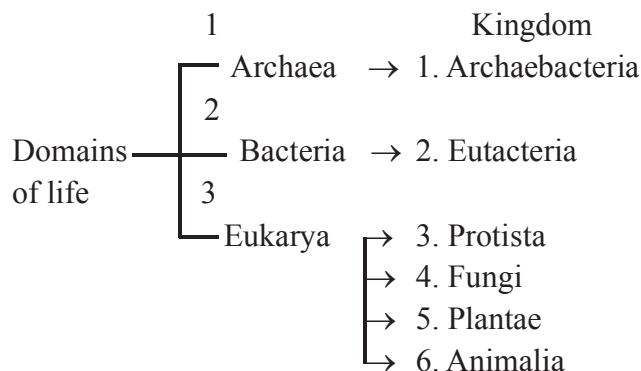 1 Kingdom
Archaea → 1. Archaebacteria
2
Domains of life
Bacteria → 2. Eutacteria
3
Eukarya → 3. Protista
→ 4. Fungi
→ 5. Plantae
→ 6. Animalia